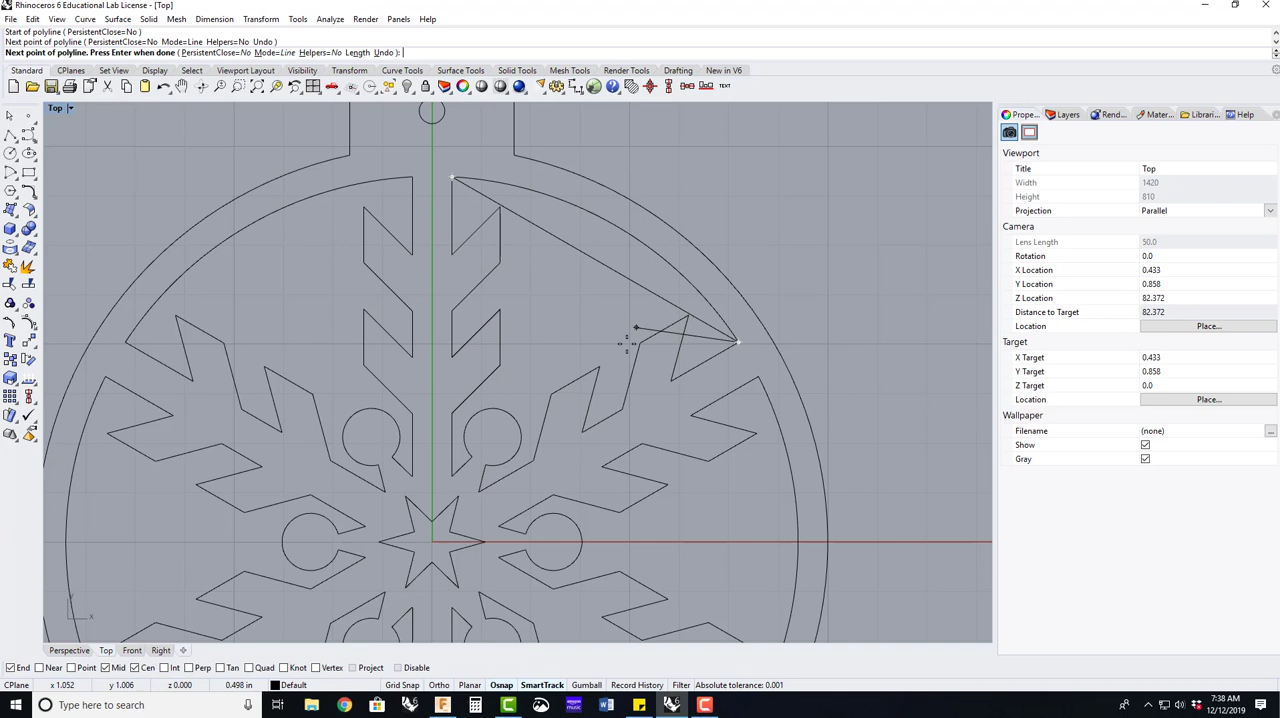 Rhinoceros 6 Educational Lab License - [Top]
File Edit View Curve Surface Solid Mesh Dimension Transform Tools Analyze Render Panels Help
Start of polyline ( PersistentClose=No )
Next point of polyline ( PersistentClose=No Mode=Line Helpers=No Undo )
Next point of polyline. Press Enter when done ( PersistentClose=No Mode=Line Helpers=No Length Undo ):
Standard CPlanes Set View Display Select Viewport Layout Visibility Transform Curve Tools Surface Tools Solid Tools Mesh Tools Render Tools Drafting New in V6
TEXT
Top
Prope... Layers Rend... Mater... Librari... Help
Viewport
Title Top
Width 1420
Height 810
Projection Parallel
Camera
Lens Length 50.0
Rotation 0.0
X Location 0.433
Y Location 0.858
Z Location 82.372
Distance to Target 82.372
Location Place...
Target
X Target 0.433
Y Target 0.858
Z Target 0.0
Location Place...
Wallpaper
Filename (none) ...
Show
Gray
y
x
Perspective Top Front Right
End Near Point Mid Cen Int Perp Tan Quad Knot Vertex Project Disable
CPlane x 1.052 y 1.006 z 0.000 0.498 in Default Grid Snap Ortho Planar Osnap SmartTrack Gumball Record History Filter Absolute tolerance: 0.001
Type here to search
7:38 AM
12/12/2019